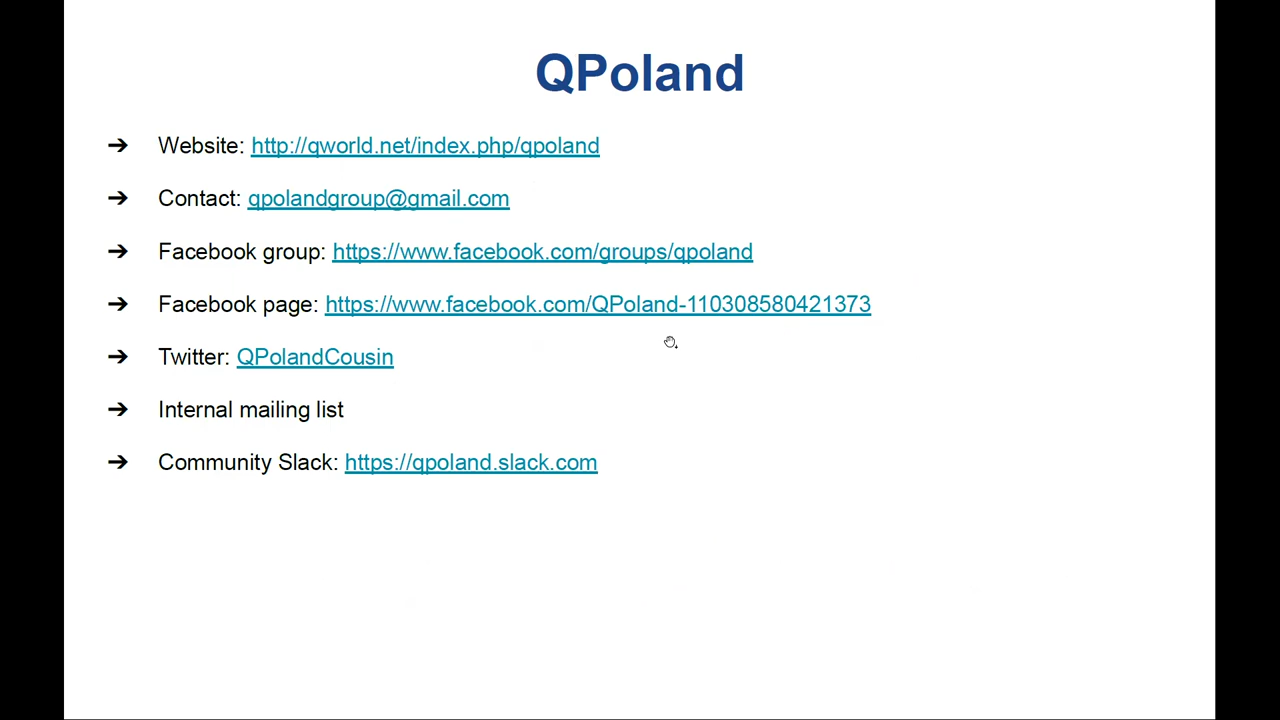 QPoland
➔ Website: http://qworld.net/index.php/qpoland
➔ Contact: qpolandgroup@gmail.com
➔ Facebook group: https://www.facebook.com/groups/qpoland
➔ Facebook page: https://www.facebook.com/QPoland-110308580421373
➔ Twitter: QPolandCousin
➔ Internal mailing list
➔ Community Slack: https://qpoland.slack.com